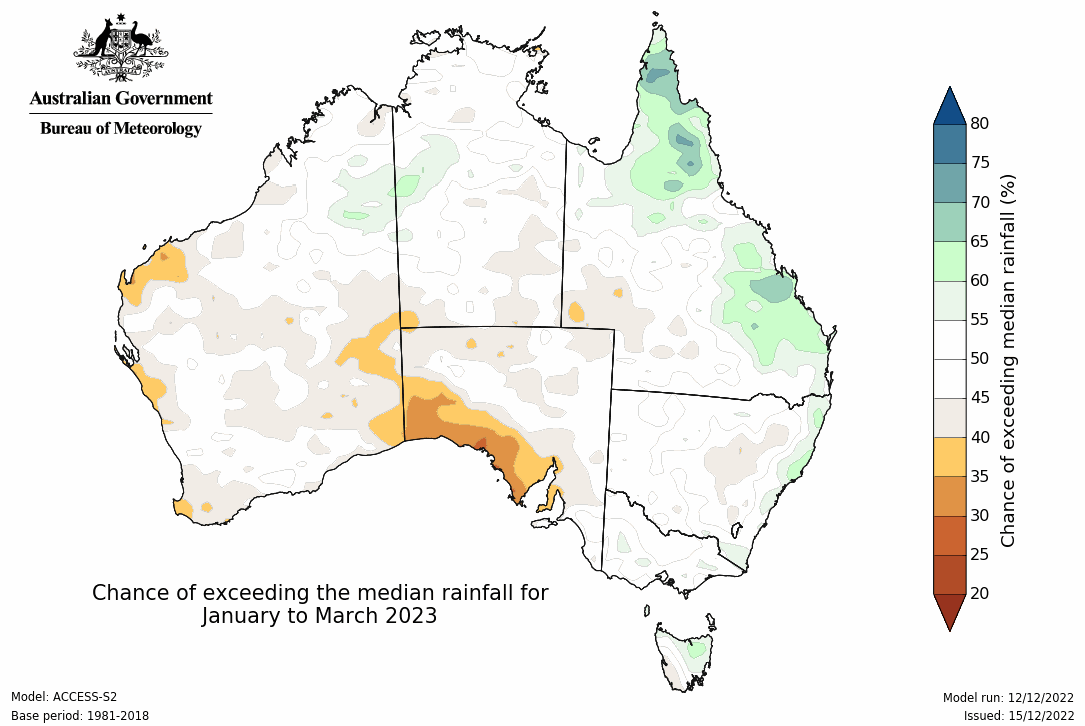 AUSTRALIA
Australian Government
Bureau of Meteorology
80
75
70
65
60
55
50
45
40
35
30
25
20
Chance of exceeding median rainfall (%)
Chance of exceeding the median rainfall for
January to March 2023
Model: ACCESS-S2
Base period: 1981-2018
Model run: 12/12/2022
Issued: 15/12/2022